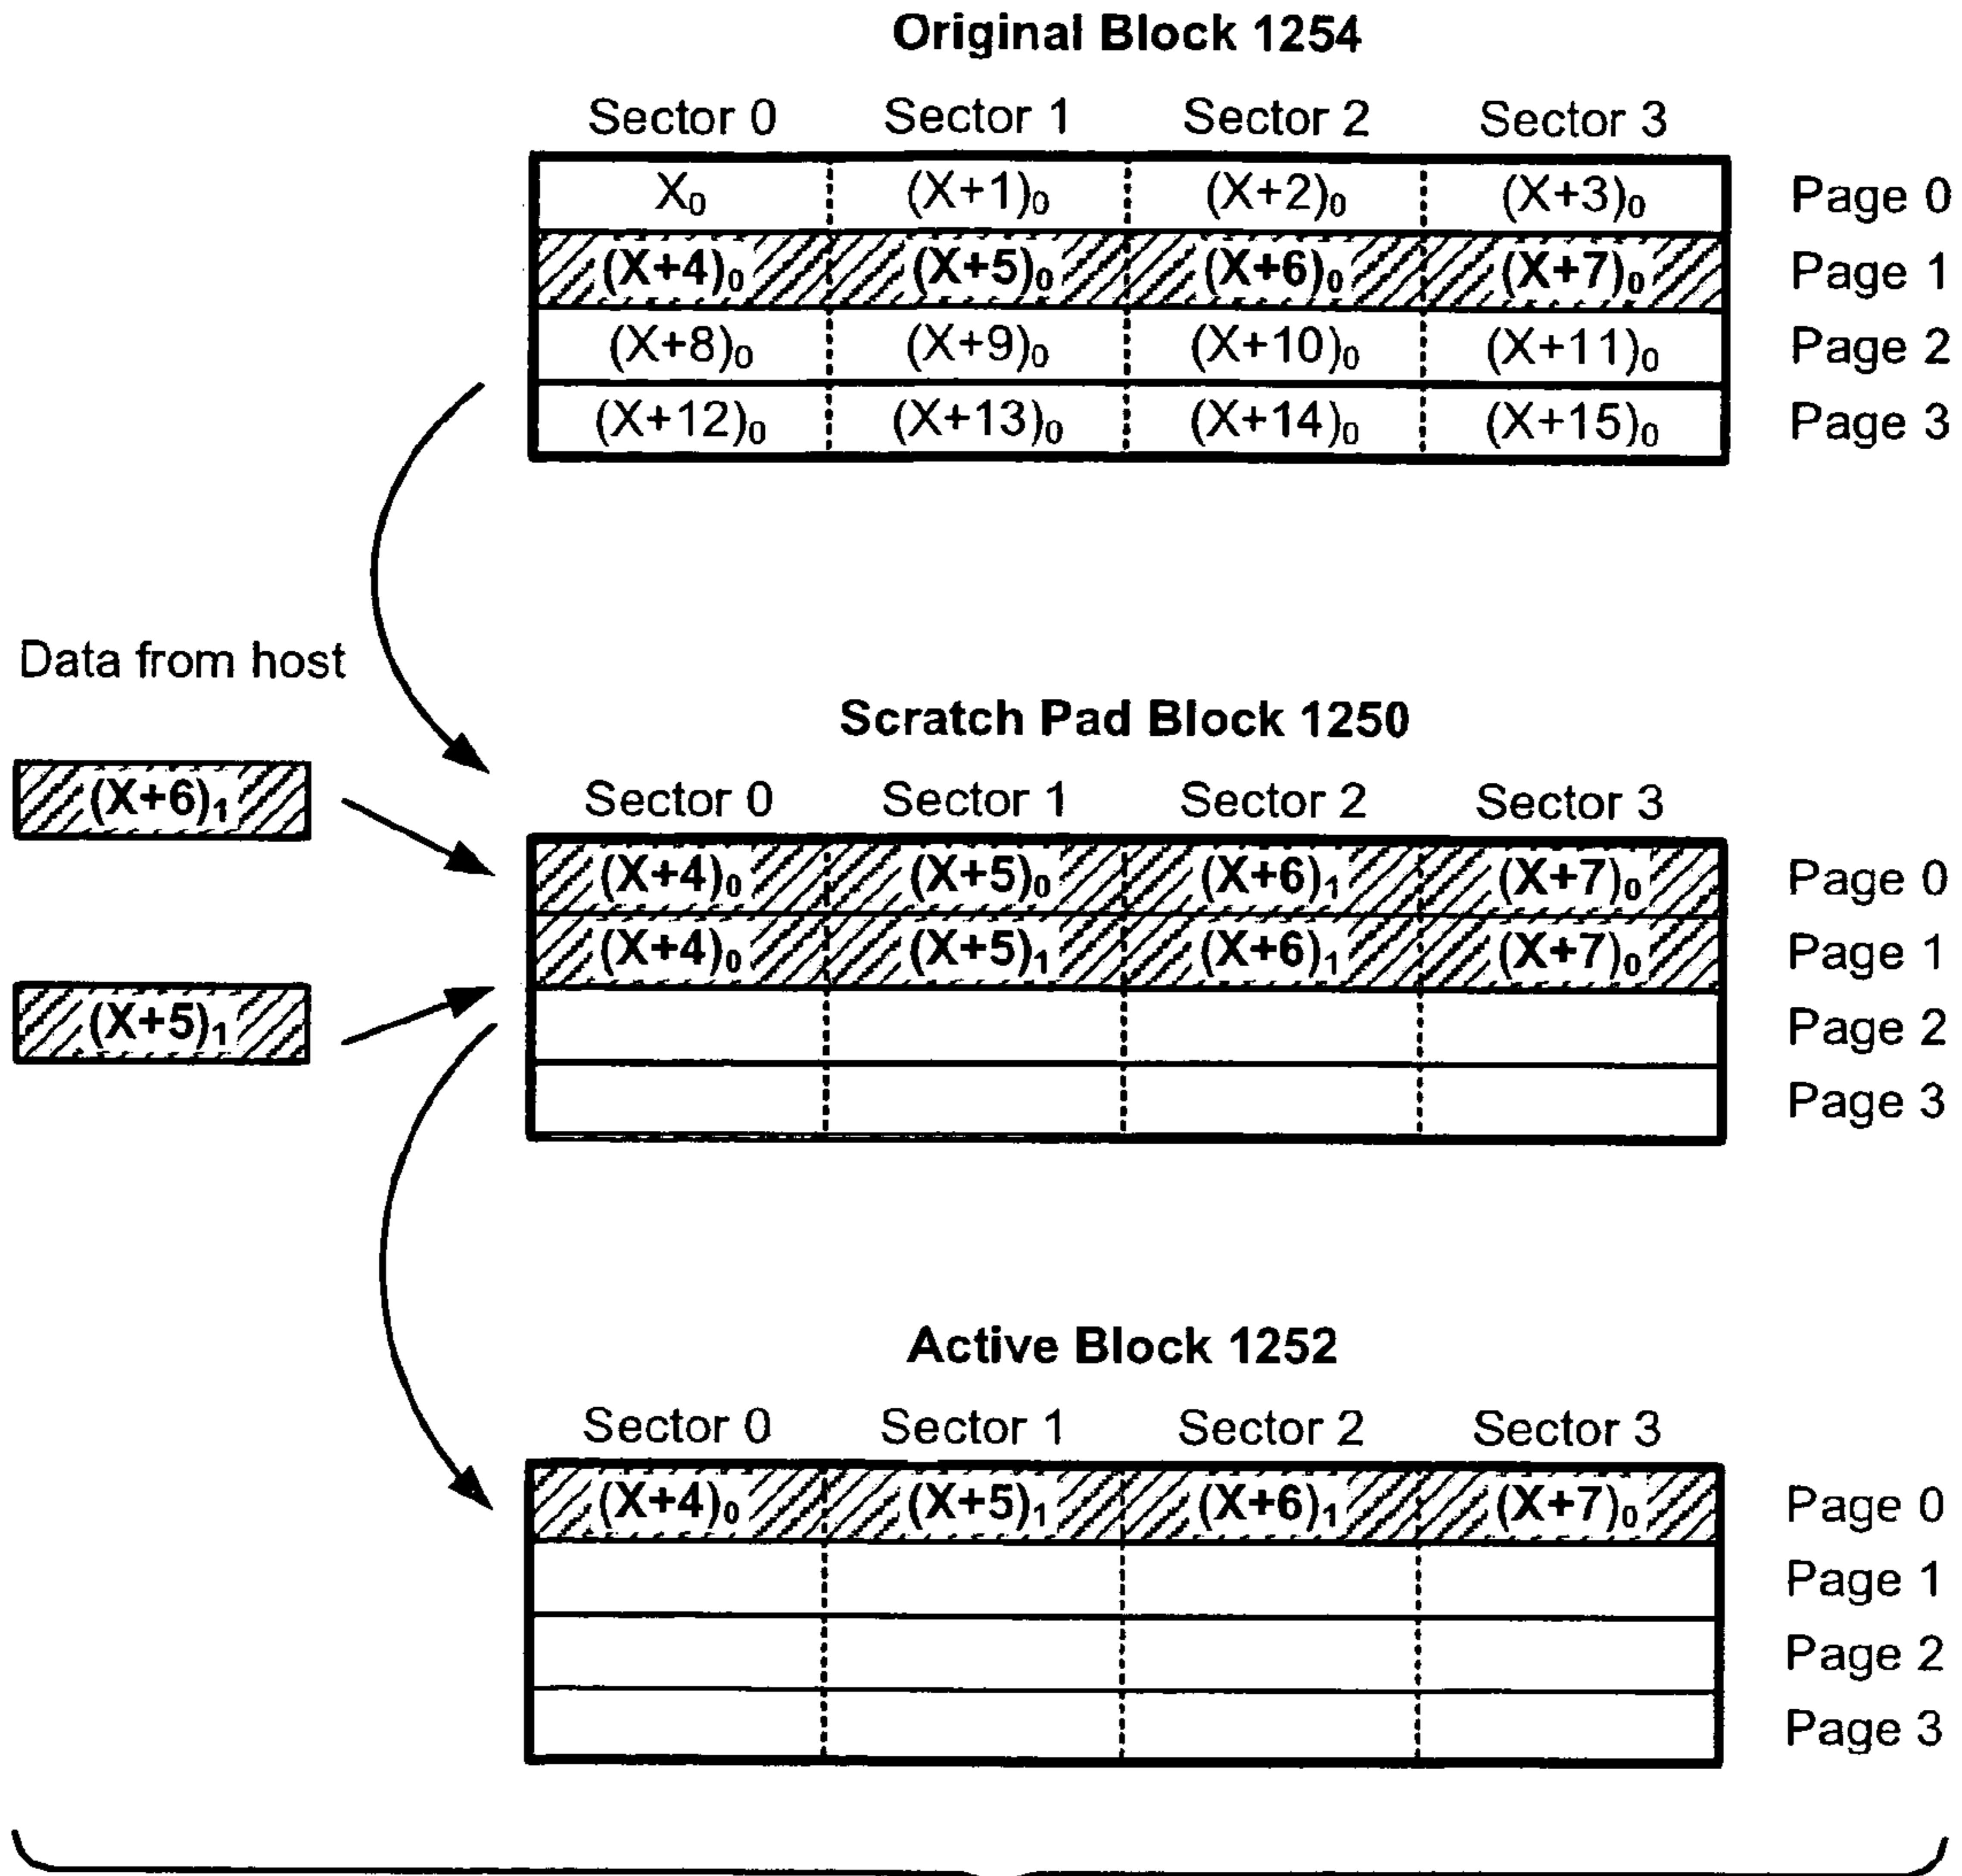 Original Block 1254
Sector 0 Sector 1 Sector 2 Sector 3
X₀ (X+1)₀ (X+2)₀ (X+3)₀ Page 0
(X+4)₀ (X+5)₀ (X+6)₀ (X+7)₀ Page 1
(X+8)₀ (X+9)₀ (X+10)₀ (X+11)₀ Page 2
(X+12)₀ (X+13)₀ (X+14)₀ (X+15)₀ Page 3
Data from host
(X+6)₁
(X+5)₁
Scratch Pad Block 1250
Sector 0 Sector 1 Sector 2 Sector 3
(X+4)₀ (X+5)₀ (X+6)₁ (X+7)₀ Page 0
(X+4)₀ (X+5)₁ (X+6)₁ (X+7)₀ Page 1
Page 2
Page 3
Active Block 1252
Sector 0 Sector 1 Sector 2 Sector 3
(X+4)₀ (X+5)₁ (X+6)₁ (X+7)₀ Page 0
Page 1
Page 2
Page 3